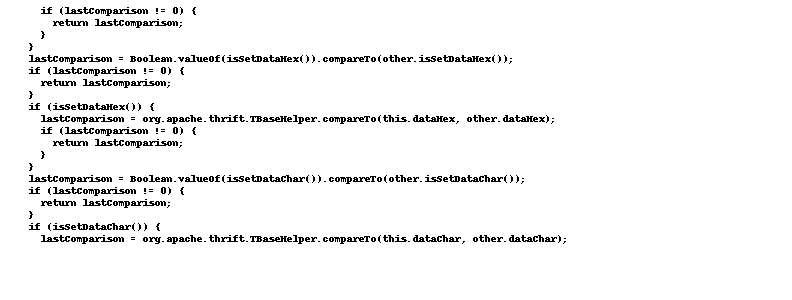 if (lastComparison != 0) {
return lastComparison;
}
}
lastComparison = Boolean.valueOf(isSetDataHex()).compareTo(other.isSetDataHex());
if (lastComparison != 0) {
return lastComparison;
}
if (isSetDataHex()) {
lastComparison = org.apache.thrift.TBaseHelper.compareTo(this.dataHex, other.dataHex);
if (lastComparison != 0) {
return lastComparison;
}
}
lastComparison = Boolean.valueOf(isSetDataChar()).compareTo(other.isSetDataChar());
if (lastComparison != 0) {
return lastComparison;
}
if (isSetDataChar()) {
lastComparison = org.apache.thrift.TBaseHelper.compareTo(this.dataChar, other.dataChar);